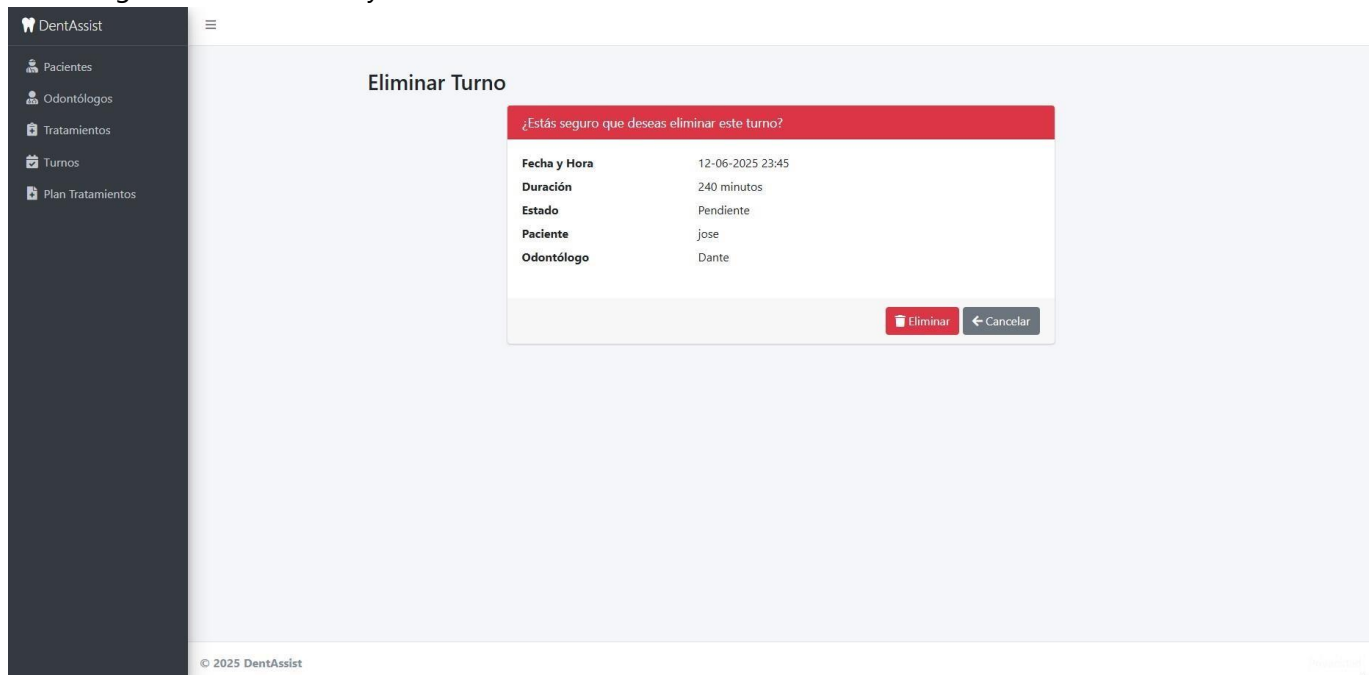 DentAssist
Pacientes
Odontólogos
Tratamientos
Turnos
Plan Tratamientos
Eliminar Turno
¿Estás seguro que deseas eliminar este turno?
Fecha y Hora 12-06-2025 23:45
Duración 240 minutos
Estado Pendiente
Paciente jose
Odontólogo Dante
Eliminar Cancelar
© 2025 DentAssist